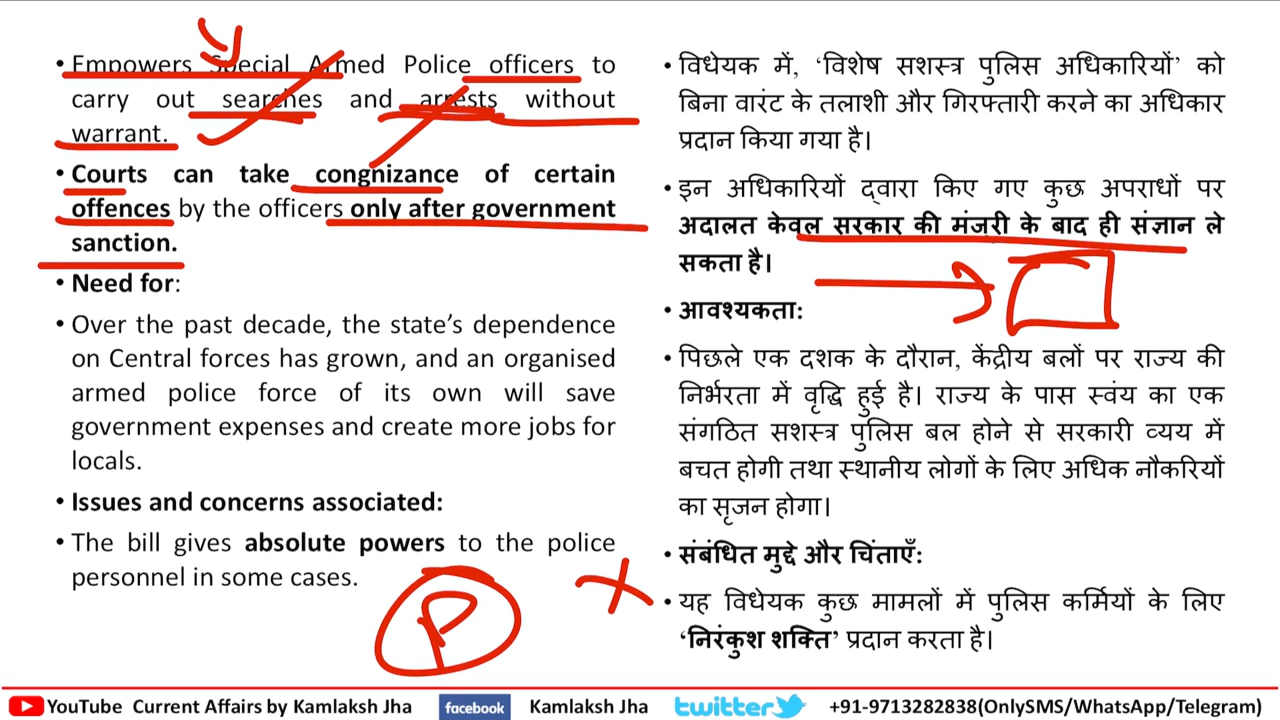 • Empowers Special Armed Police officers to
carry out searches and arrests without
warrant.
• Courts can take congnizance of certain
offences by the officers only after government
sanction.
• Need for:
• Over the past decade, the state's dependence
on Central forces has grown, and an organised
armed police force of its own will save
government expenses and create more jobs for
locals.
• Issues and concerns associated:
• The bill gives absolute powers to the police
personnel in some cases.
P
• विधेयक में, ‘विशेष सशस्त्र पुलिस अधिकारियों’ को
बिना वारंट के तलाशी और गिरफ्तारी करने का अधिकार
प्रदान किया गया है।
• इन अधिकारियों द्वारा किए गए कुछ अपराधों पर
अदालत केवल सरकार की मंजूरी के बाद ही संज्ञान ले
सकता है।
• आवश्यकता:
• पिछले एक दशक के दौरान, केंद्रीय बलों पर राज्य की
निर्भरता में वृद्धि हुई है। राज्य के पास स्वंय का एक
संगठित सशस्त्र पुलिस बल होने से सरकारी व्यय में
बचत होगी तथा स्थानीय लोगों के लिए अधिक नौकरियों
का सृजन होगा।
• संबंधित मुद्दे और चिंताएँ:
• यह विधेयक कुछ मामलों में पुलिस कर्मियों के लिए
‘निरंकुश शक्ति’ प्रदान करता है।
YouTube Current Affairs by Kamlaksh Jha facebook Kamlaksh Jha twitter +91-9713282838(OnlySMS/WhatsApp/Telegram)